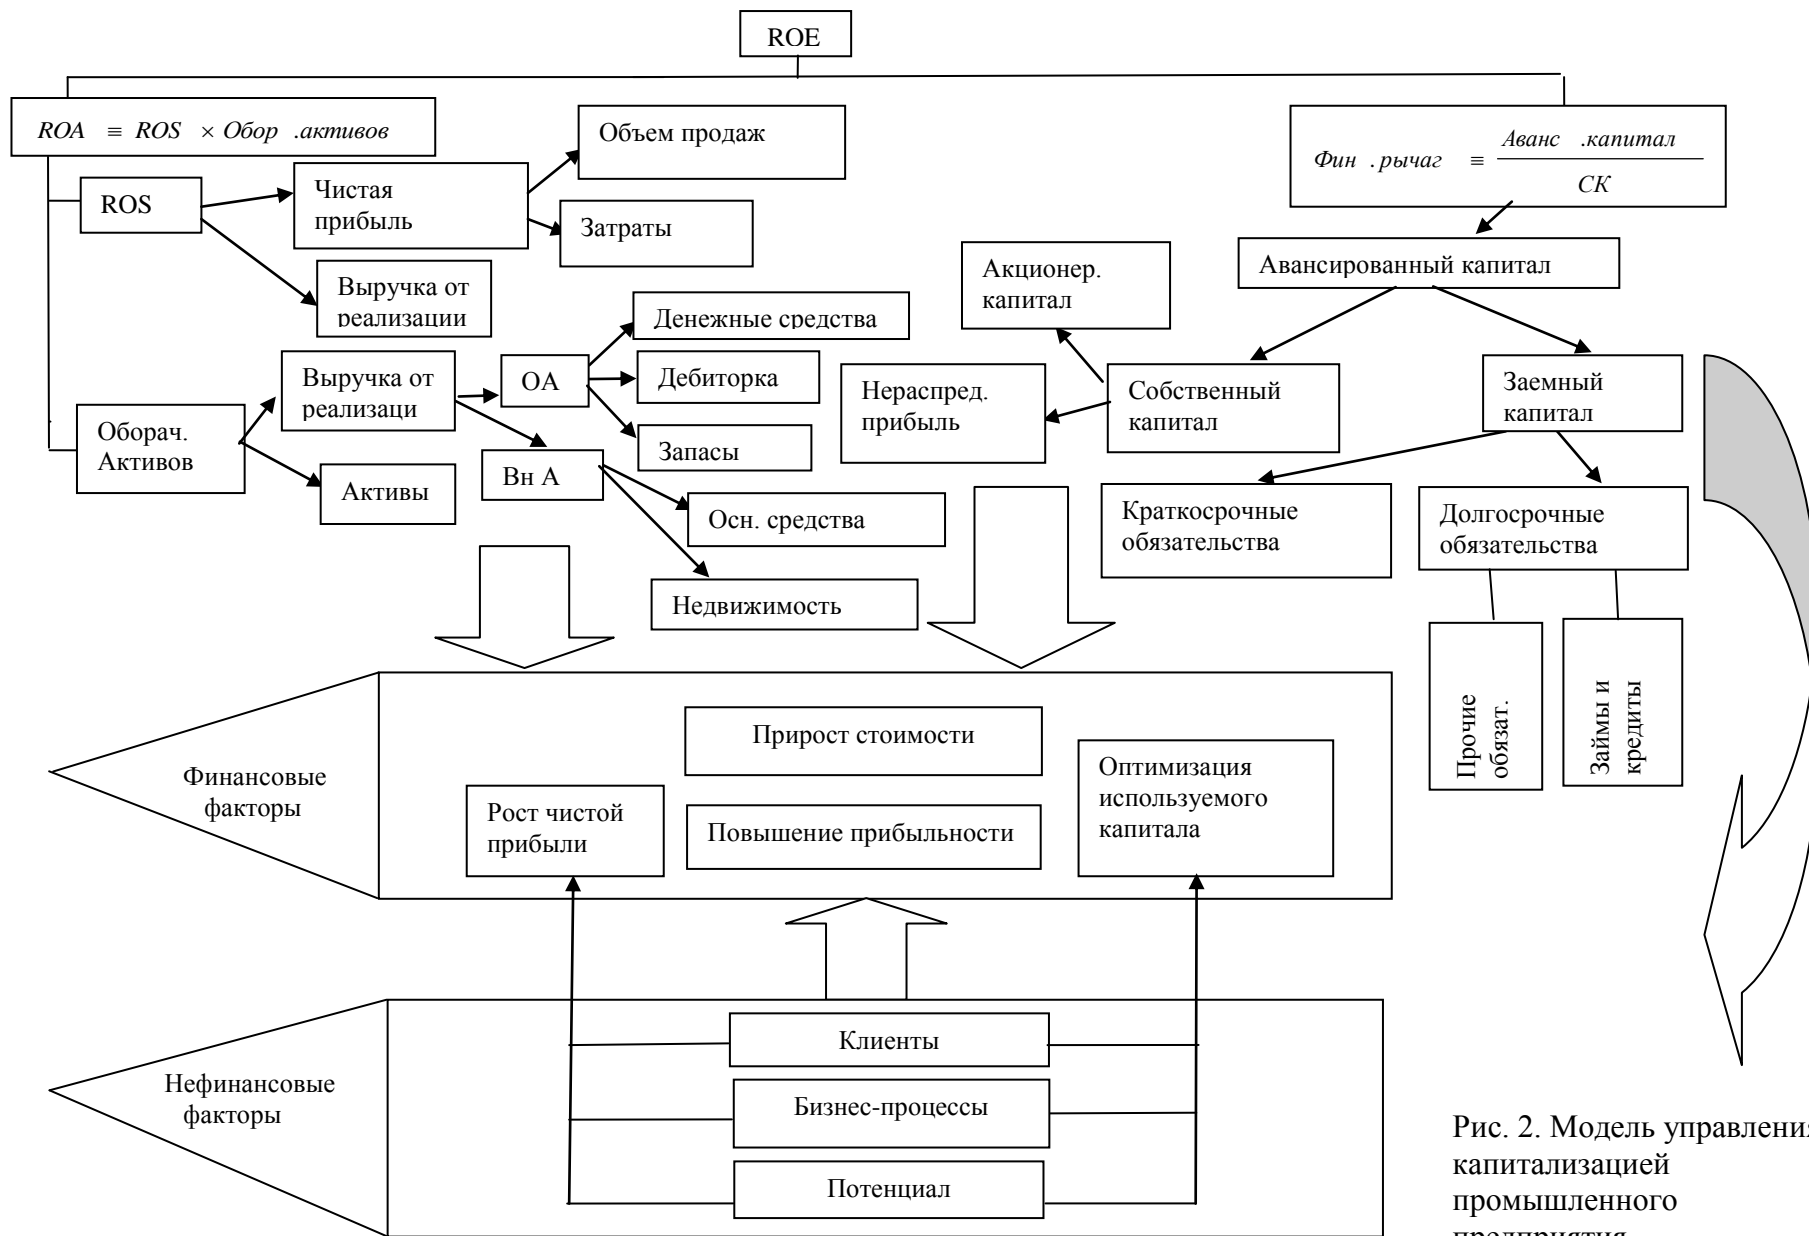 ROE
ROA ≡ ROS × Обор .активов
Объем продаж
Фин . рычаг ≡ Аванс .капитал
СК
ROS
Чистая
прибыль
Затраты
Акционер.
капитал
Авансированный капитал
Выручка от
реализации
Денежные средства
Выручка от
реализаци
ОА
Дебиторка
Нераспред.
прибыль
Собственный
капитал
Заемный
капитал
Оборач.
Активов
Запасы
Вн А
Активы
Осн. средства
Краткосрочные
обязательства
Долгосрочные
обязательства
Недвижимость
Прочие
обязат.
Займы и
кредиты
Финансовые
факторы
Прирост стоимости
Рост чистой
прибыли
Повышение прибыльности
Оптимизация
используемого
капитала
Нефинансовые
факторы
Клиенты
Бизнес-процессы
Потенциал
Рис. 2. Модель управления
капитализацией
промышленного
предприятия